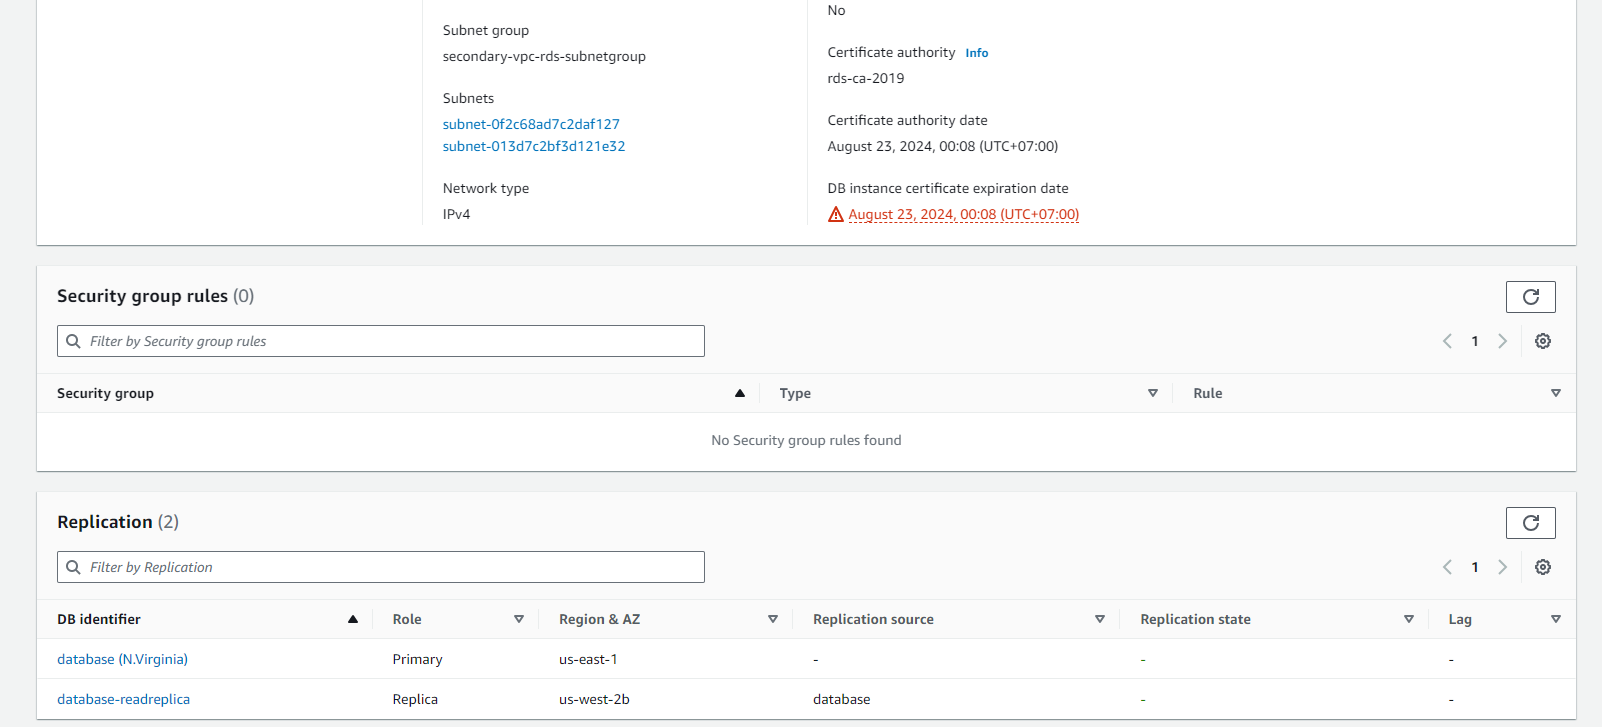 Subnet group
secondary-vpc-rds-subnetgroup
Subnets
subnet-0f2c68ad7c2daf127
subnet-013d7c2bf3d121e32
Network type
IPv4
No
Certificate authority Info
rds-ca-2019
Certificate authority date
August 23, 2024, 00:08 (UTC+07:00)
DB instance certificate expiration date
August 23, 2024, 00:08 (UTC+07:00)
Security group rules (0)
Filter by Security group rules
1
Security group Type Rule
No Security group rules found
Replication (2)
Filter by Replication
1
DB identifier Role Region & AZ Replication source Replication state Lag
database (N.Virginia) Primary us-east-1 - - -
database-readreplica Replica us-west-2b database - -